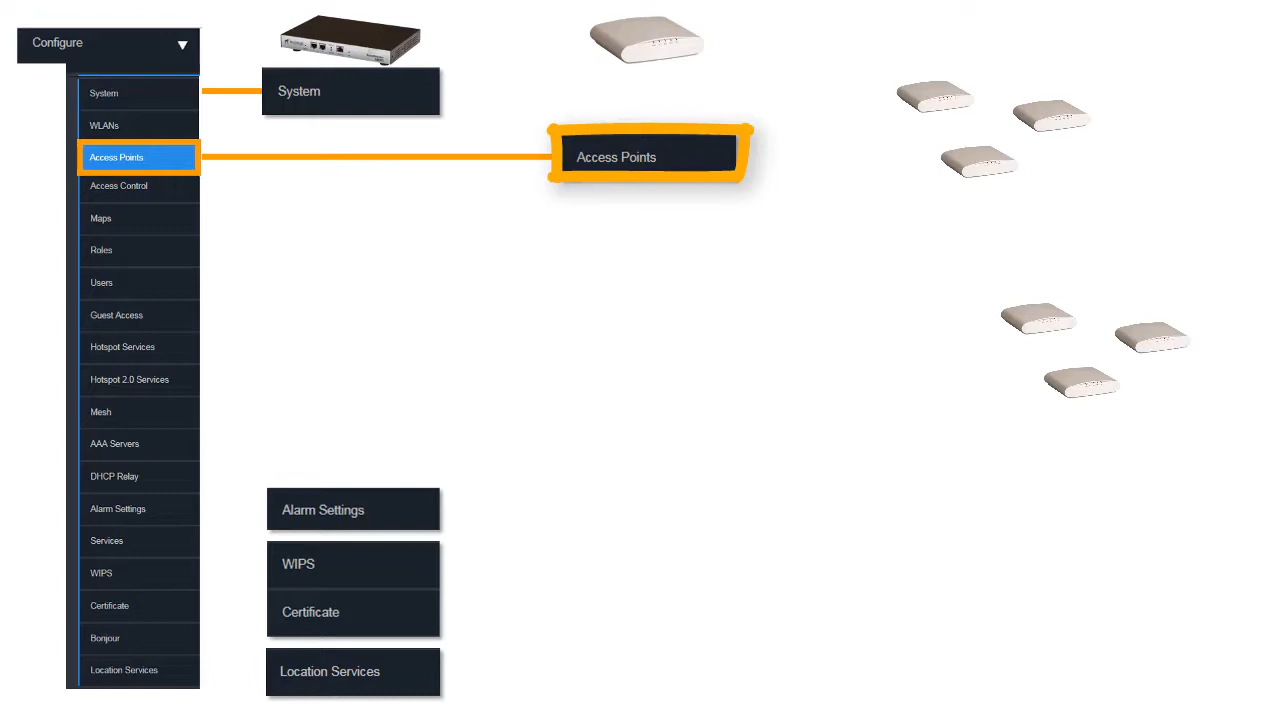 Configure
System
WLANs
Access Points
Access Control
Maps
Roles
Users
Guest Access
Hotspot Services
Hotspot 2.0 Services
Mesh
AAA Servers
DHCP Relay
Alarm Settings
Services
WIPS
Certificate
Bonjour
Location Services
System
Access Points
Alarm Settings
WIPS
Certificate
Location Services